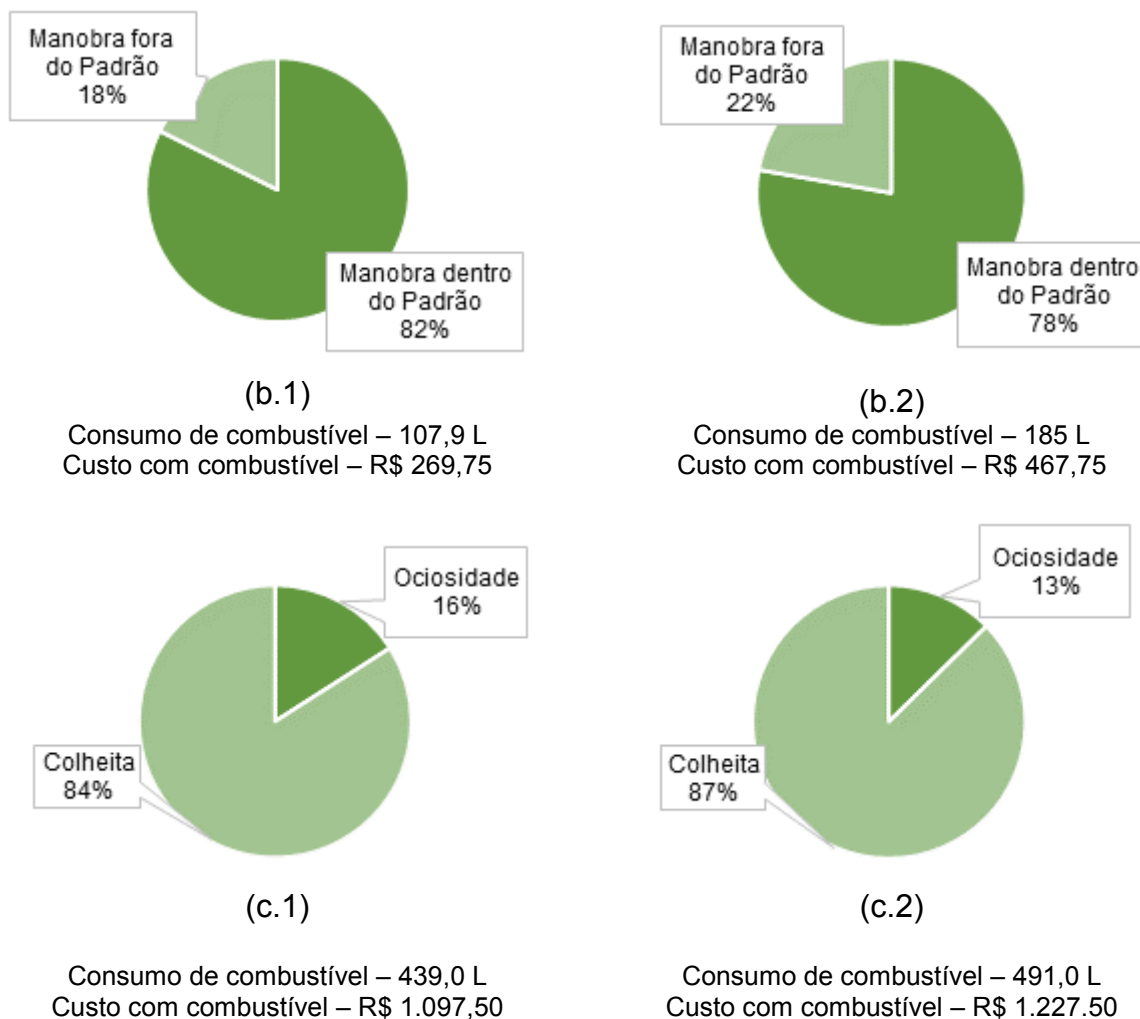 Manobra fora
do Padrão
18%
Manobra dentro
do Padrão
82%
(b.1)
Consumo de combustível – 107,9 L
Custo com combustível – R$ 269,75
Manobra fora
do Padrão
22%
Manobra dentro
do Padrão
78%
(b.2)
Consumo de combustível – 185 L
Custo com combustível – R$ 467,75
Ociosidade
16%
Colheita
84%
(c.1)
Consumo de combustível – 439,0 L
Custo com combustível – R$ 1.097,50
Ociosidade
13%
Colheita
87%
(c.2)
Consumo de combustível – 491,0 L
Custo com combustível – R$ 1.227.50